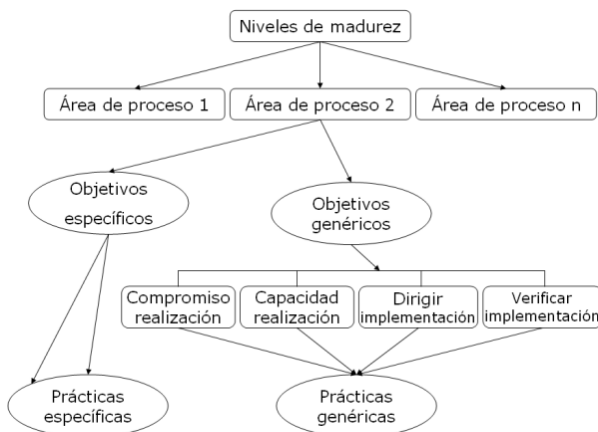 Niveles de madurez
Área de proceso 1
Área de proceso 2
Área de proceso n
Objetivos
específicos
Objetivos
genéricos
Compromiso
realización
Capacidad
realización
Dirigir
implementación
Verificar
implementación
Prácticas
específicas
Prácticas
genéricas